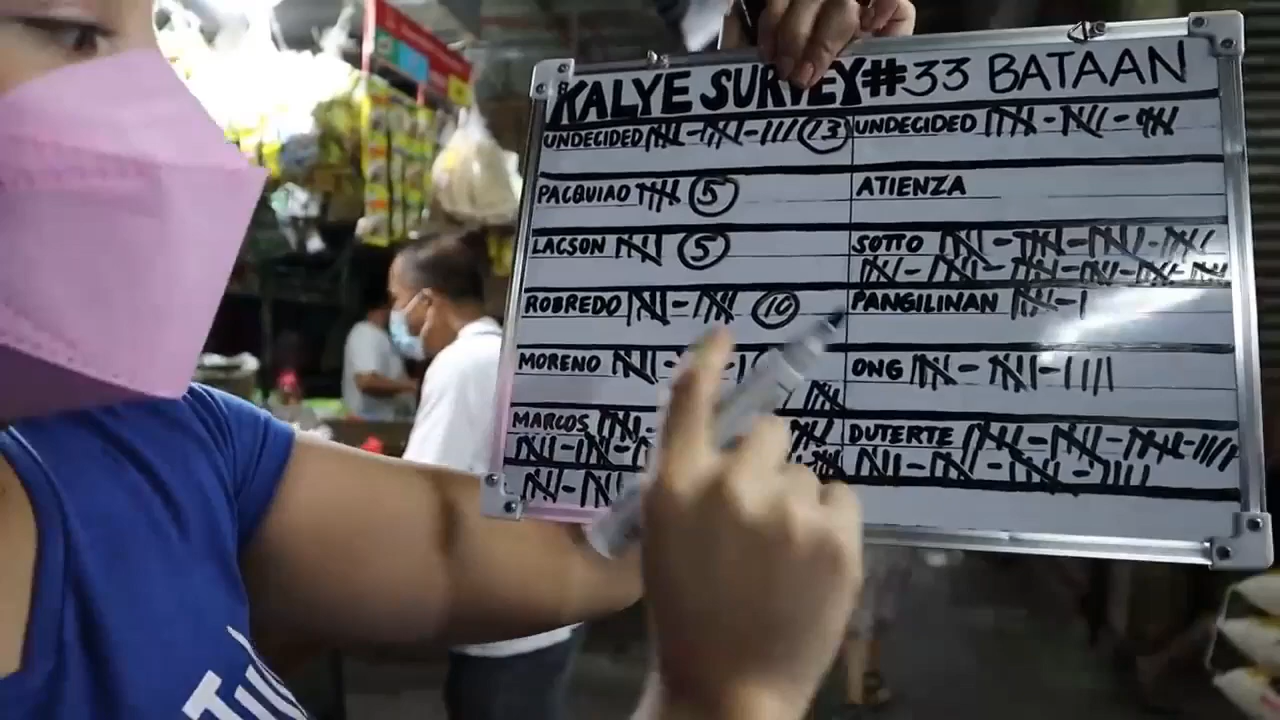 KALYE SURVEY #33 BATAAN
UNDECIDED 13
PACQUIAO 5
LACSON 5
ROBREDO 10
MORENO
MARCOS
UNDECIDED
ATIENZA
SOTTO
PANGILINAN
ONG
DUTERTE